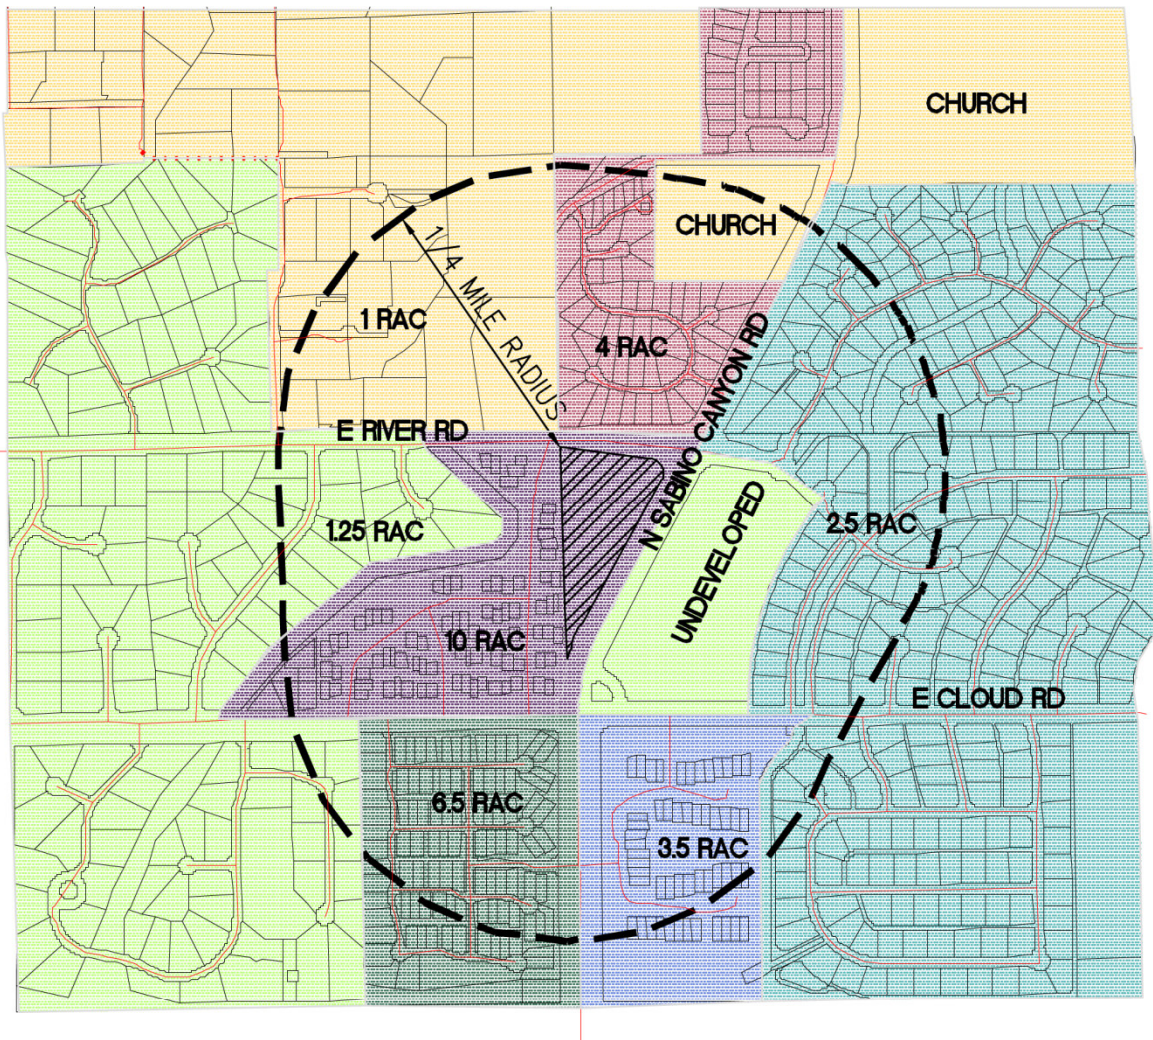 CHURCH
CHURCH
1/4 MILE RADIUS
1 RAC
4 RAC
N SABINO CANYON RD
E RIVER RD
1.25 RAC
2.5 RAC
UNDEVELOPED
10 RAC
E CLOUD RD
6.5 RAC
3.5 RAC